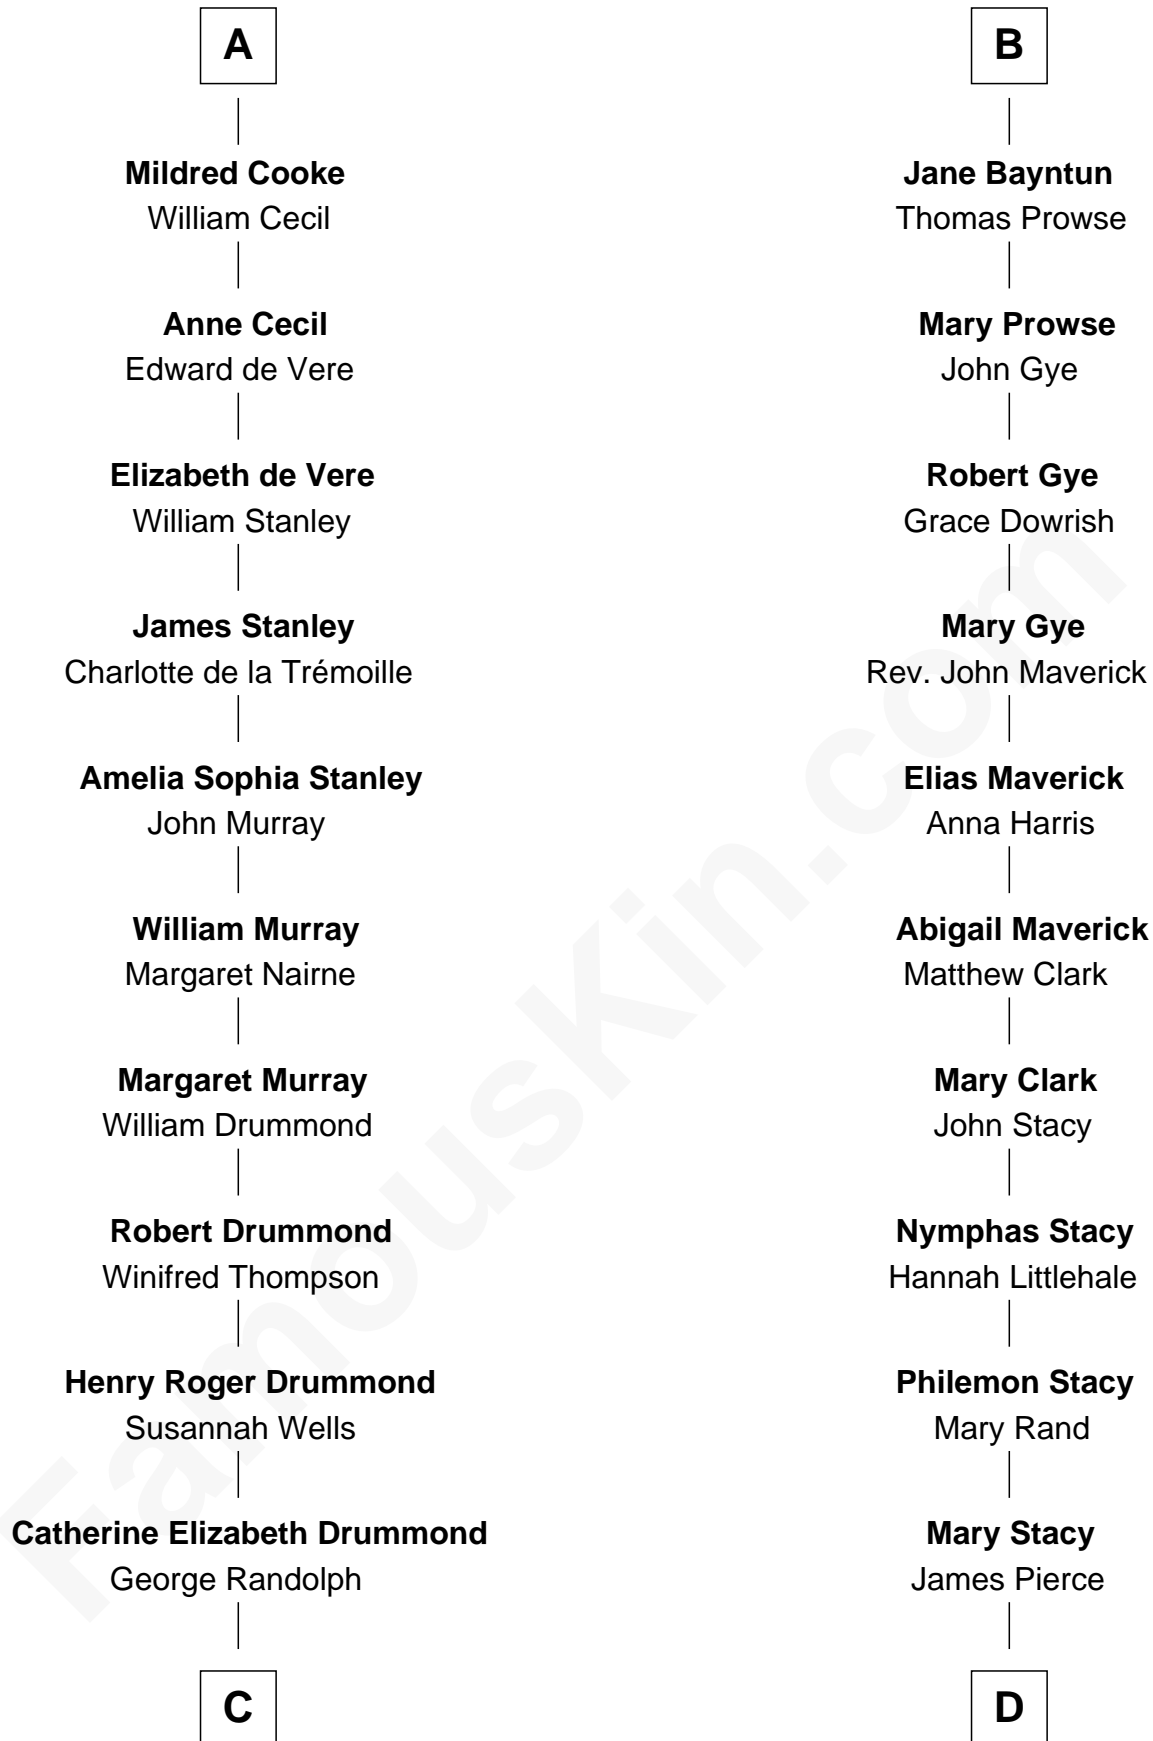 A
Mildred Cooke
William Cecil
Anne Cecil
Edward de Vere
Elizabeth de Vere
William Stanley
James Stanley
Charlotte de la Trémoille
Amelia Sophia Stanley
John Murray
William Murray
Margaret Nairne
Margaret Murray
William Drummond
Robert Drummond
Winifred Thompson
Henry Roger Drummond
Susannah Wells
Catherine Elizabeth Drummond
George Randolph
C
B
Jane Bayntun
Thomas Prowse
Mary Prowse
John Gye
Robert Gye
Grace Dowrish
Mary Gye
Rev. John Maverick
Elias Maverick
Anna Harris
Abigail Maverick
Matthew Clark
Mary Clark
John Stacy
Nymphas Stacy
Hannah Littlehale
Philemon Stacy
Mary Rand
Mary Stacy
James Pierce
D
FamousKin.com